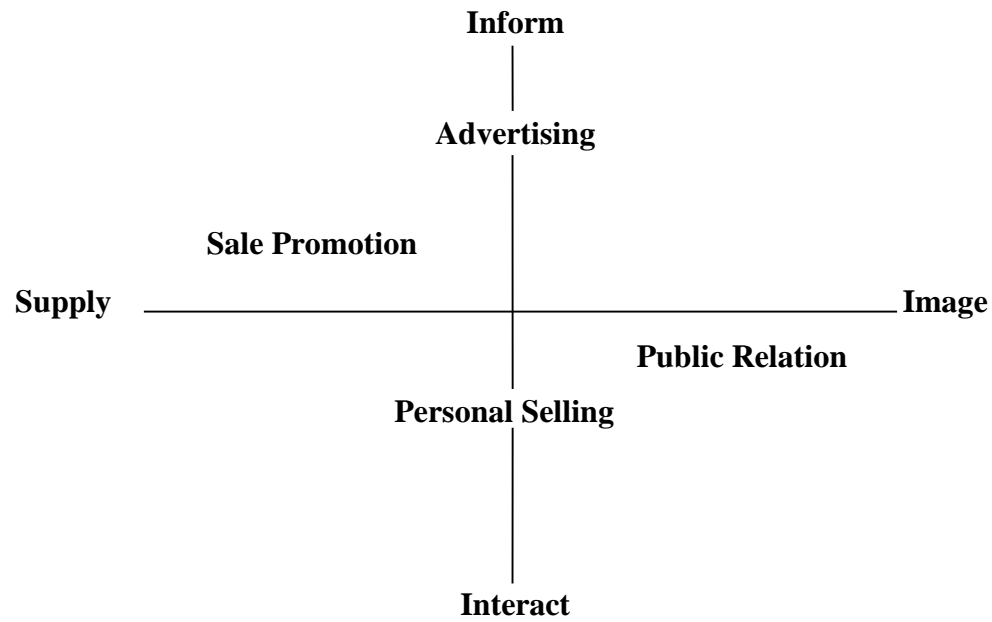 Inform
Advertising
Sale Promotion
Supply
Image
Public Relation
Personal Selling
Interact